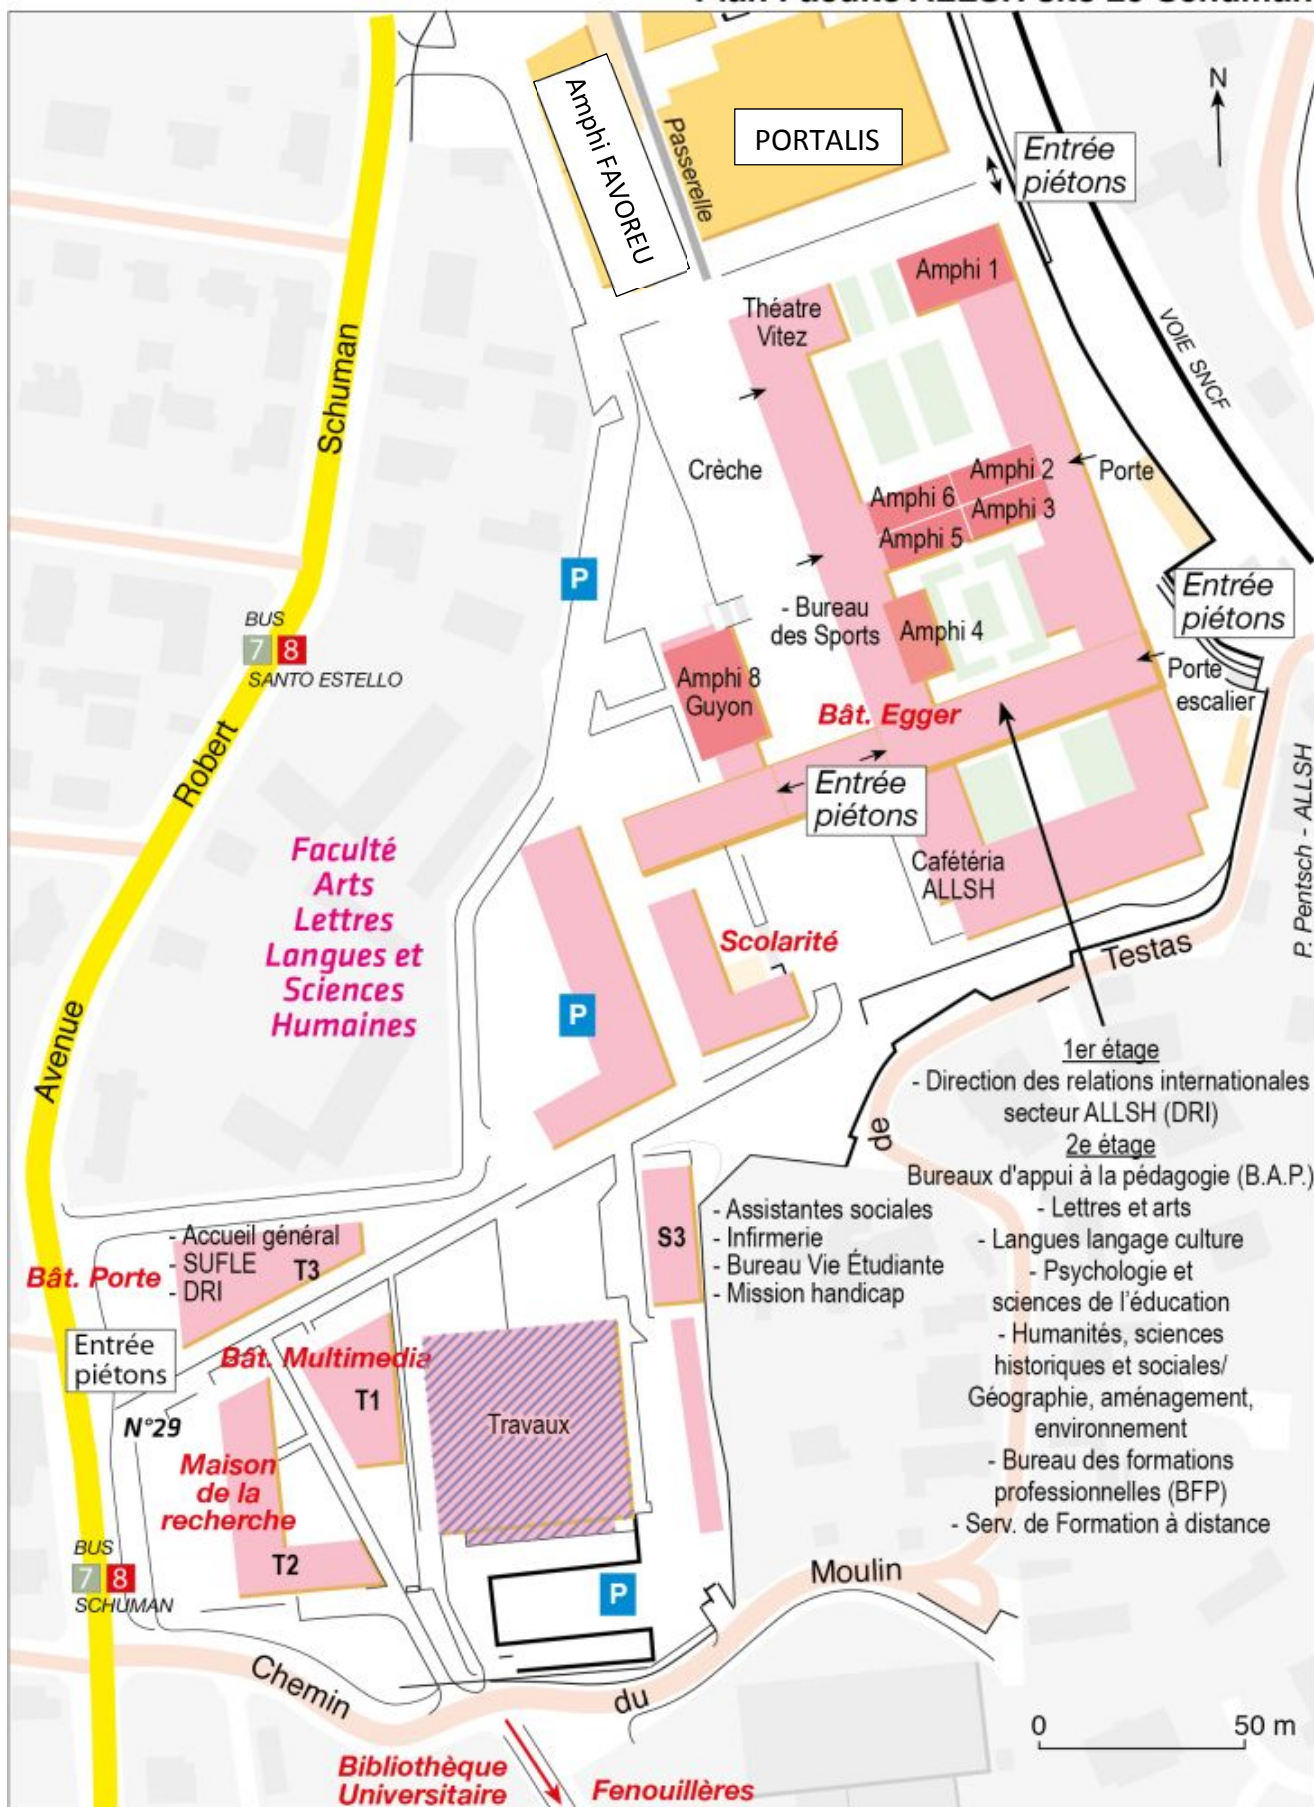 Plan Faculté ALLSH site 29 Schuman
N
Amphi FAVOREU
Passerelle
PORTALIS
Entrée
piétons
Amphi 1
Théatre
Vitez
VOIE SNCF
Schuman
Crèche
Amphi 2
Amphi 6
Amphi 3
Amphi 5
Porte
P
Entrée
piétons
BUS
7 8
SANTO ESTELLO
- Bureau
des Sports
Amphi 4
Amphi 8
Guyon
Porte
escalier
Bât. Egger
Robert
Entrée
piétons
P. Pentsch - ALLSH
Faculté
Arts
Lettres
Langues et
Sciences
Humaines
Cafétéria
ALLSH
Scolarité
Testas
P
Avenue
de
1er étage
- Direction des relations internationales
secteur ALLSH (DRI)
2e étage
Bureaux d'appui à la pédagogie (B.A.P.)
- Lettres et arts
- Langues langage culture
- Psychologie et
sciences de l'éducation
- Humanités, sciences
historiques et sociales/
Géographie, aménagement,
environnement
- Bureau des formations
professionnelles (BFP)
- Serv. de Formation à distance
S3
- Assistantes sociales
- Infirmerie
- Bureau Vie Étudiante
- Mission handicap
- Accueil général
- SUFLE
- DRI
T3
Bât. Porte
Entrée
piétons
Bât. Multimedia
T1
N°29
Travaux
Maison
de la
recherche
T2
BUS
7 8
SCHUMAN
P
Moulin
Chemin
du
0 50 m
Bibliothèque
Universitaire
Fenouillères